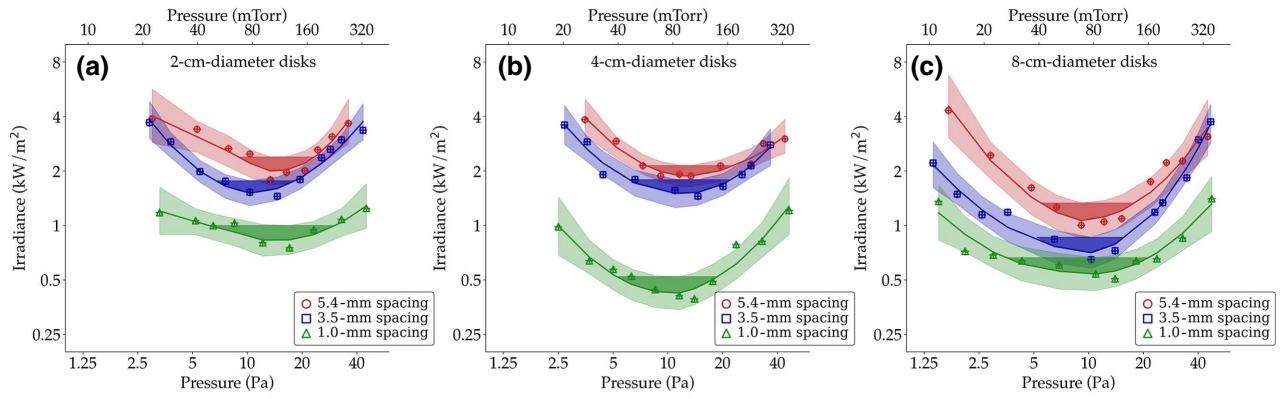 Pressure (mTorr)
10 20 40 80 160 320
(a) 2-cm-diameter disks
Irradiance (kW/m²)
8
4
2
1
0.5
0.25
5.4-mm spacing
3.5-mm spacing
1.0-mm spacing
1.25 2.5 5 10 20 40
Pressure (Pa)
Pressure (mTorr)
10 20 40 80 160 320
(b) 4-cm-diameter disks
Irradiance (kW/m²)
8
4
2
1
0.5
0.25
5.4-mm spacing
3.5-mm spacing
1.0-mm spacing
1.25 2.5 5 10 20 40
Pressure (Pa)
Pressure (mTorr)
10 20 40 80 160 320
(c) 8-cm-diameter disks
Irradiance (kW/m²)
8
4
2
1
0.5
0.25
5.4-mm spacing
3.5-mm spacing
1.0-mm spacing
1.25 2.5 5 10 20 40
Pressure (Pa)